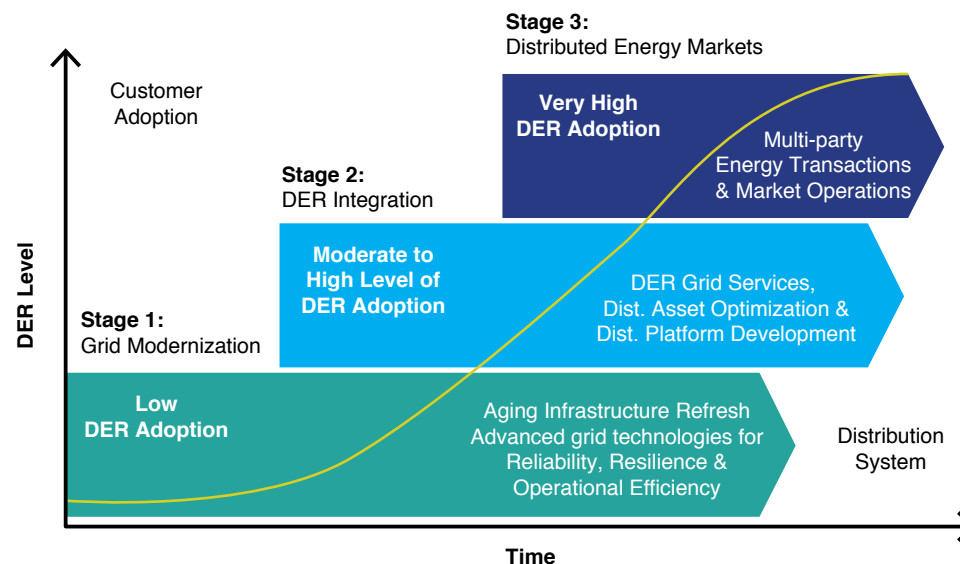 Stage 3:
Distributed Energy Markets
Customer
Adoption
Very High
DER Adoption
Multi-party
Energy Transactions
& Market Operations
Stage 2:
DER Integration
Moderate to
High Level of
DER Adoption
DER Grid Services,
Dist. Asset Optimization &
Dist. Platform Development
DER Level
Stage 1:
Grid Modernization
Low
DER Adoption
Aging Infrastructure Refresh
Advanced grid technologies for
Reliability, Resilience &
Operational Efficiency
Distribution
System
Time